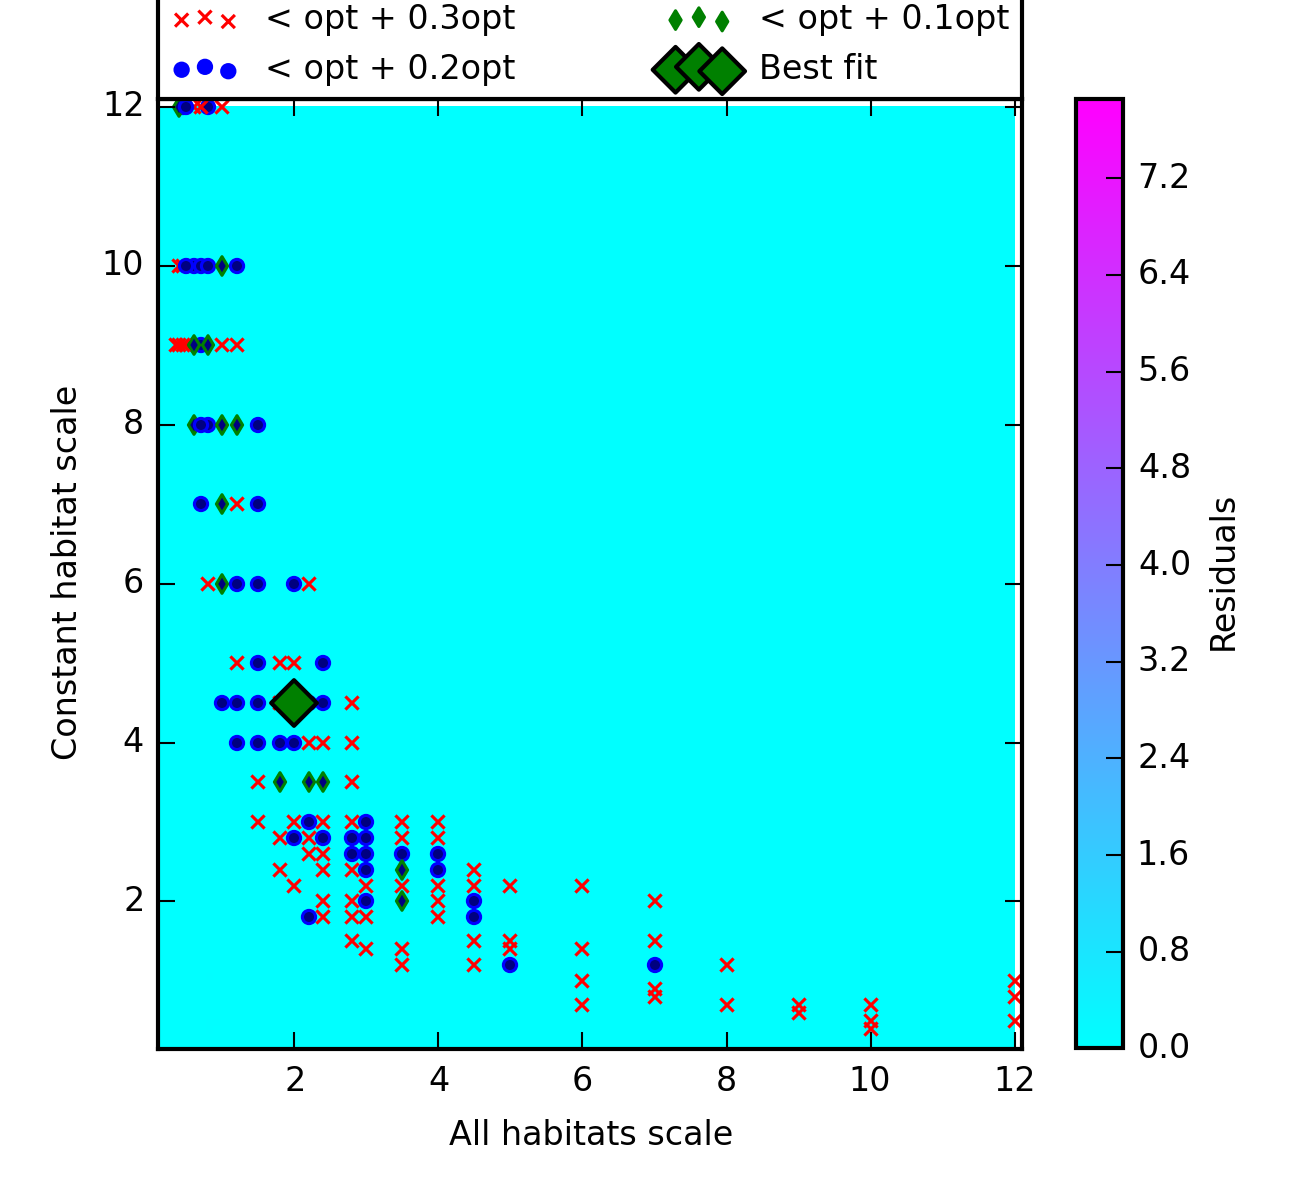 < opt + 0.3opt
< opt + 0.1opt
< opt + 0.2opt
Best fit
12
10
8
6
4
2
Constant habitat scale
2 4 6 8 10 12
All habitats scale
7.2
6.4
5.6
4.8
4.0
3.2
2.4
1.6
0.8
0.0
Residuals